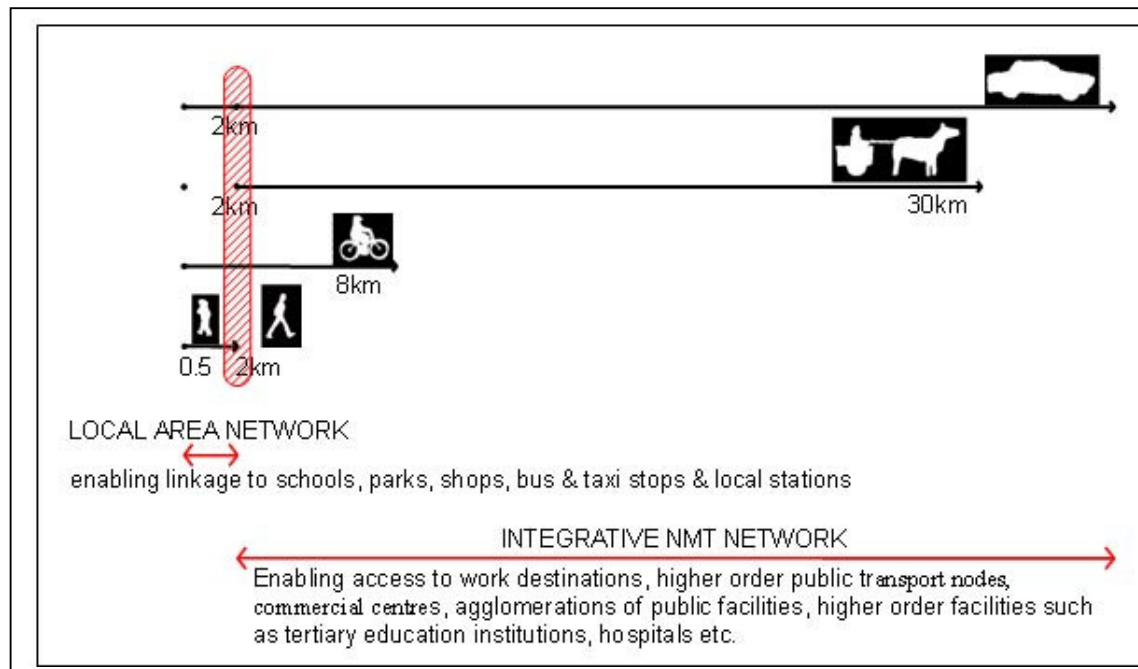 2km
2km
30km
8km
0.5 2km
LOCAL AREA NETWORK
enabling linkage to schools, parks, shops, bus & taxi stops & local stations
INTEGRATIVE NMT NETWORK
Enabling access to work destinations, higher order public transport nodes,
commercial centres, agglomerations of public facilities, higher order facilities such
as tertiary education institutions, hospitals etc.